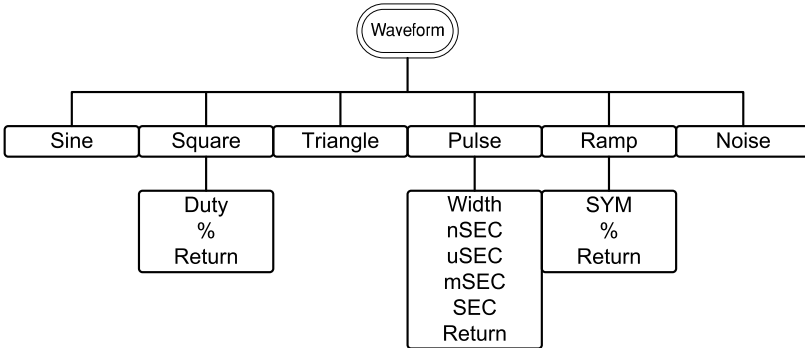 Waveform
Sine
Square
Triangle
Pulse
Ramp
Noise
Duty
%
Return
Width
nSEC
uSEC
mSEC
SEC
Return
SYM
%
Return